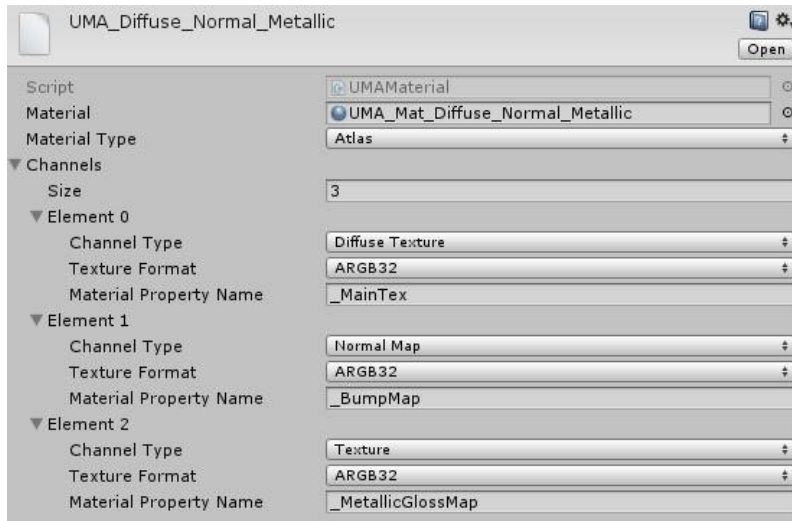 UMA_Diffuse_Normal_Metallic
Open
Script UMAMaterial
Material UMA_Mat_Diffuse_Normal_Metallic
Material Type Atlas
Channels
Size 3
Element 0
Channel Type Diffuse Texture
Texture Format ARGB32
Material Property Name _MainTex
Element 1
Channel Type Normal Map
Texture Format ARGB32
Material Property Name _BumpMap
Element 2
Channel Type Texture
Texture Format ARGB32
Material Property Name _MetallicGlossMap